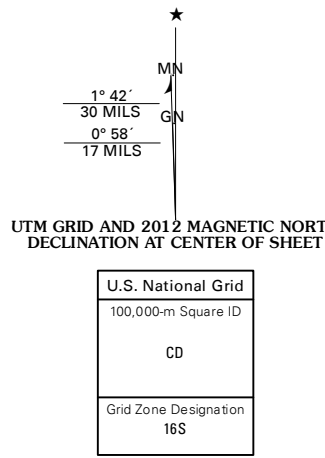 ★
MN
1° 42´
30 MILS
GN
0° 58´
17 MILS
UTM GRID AND 2012 MAGNETIC NORT
DECLINATION AT CENTER OF SHEET
U.S. National Grid
100,000-m Square ID
CD
Grid Zone Designation
16S